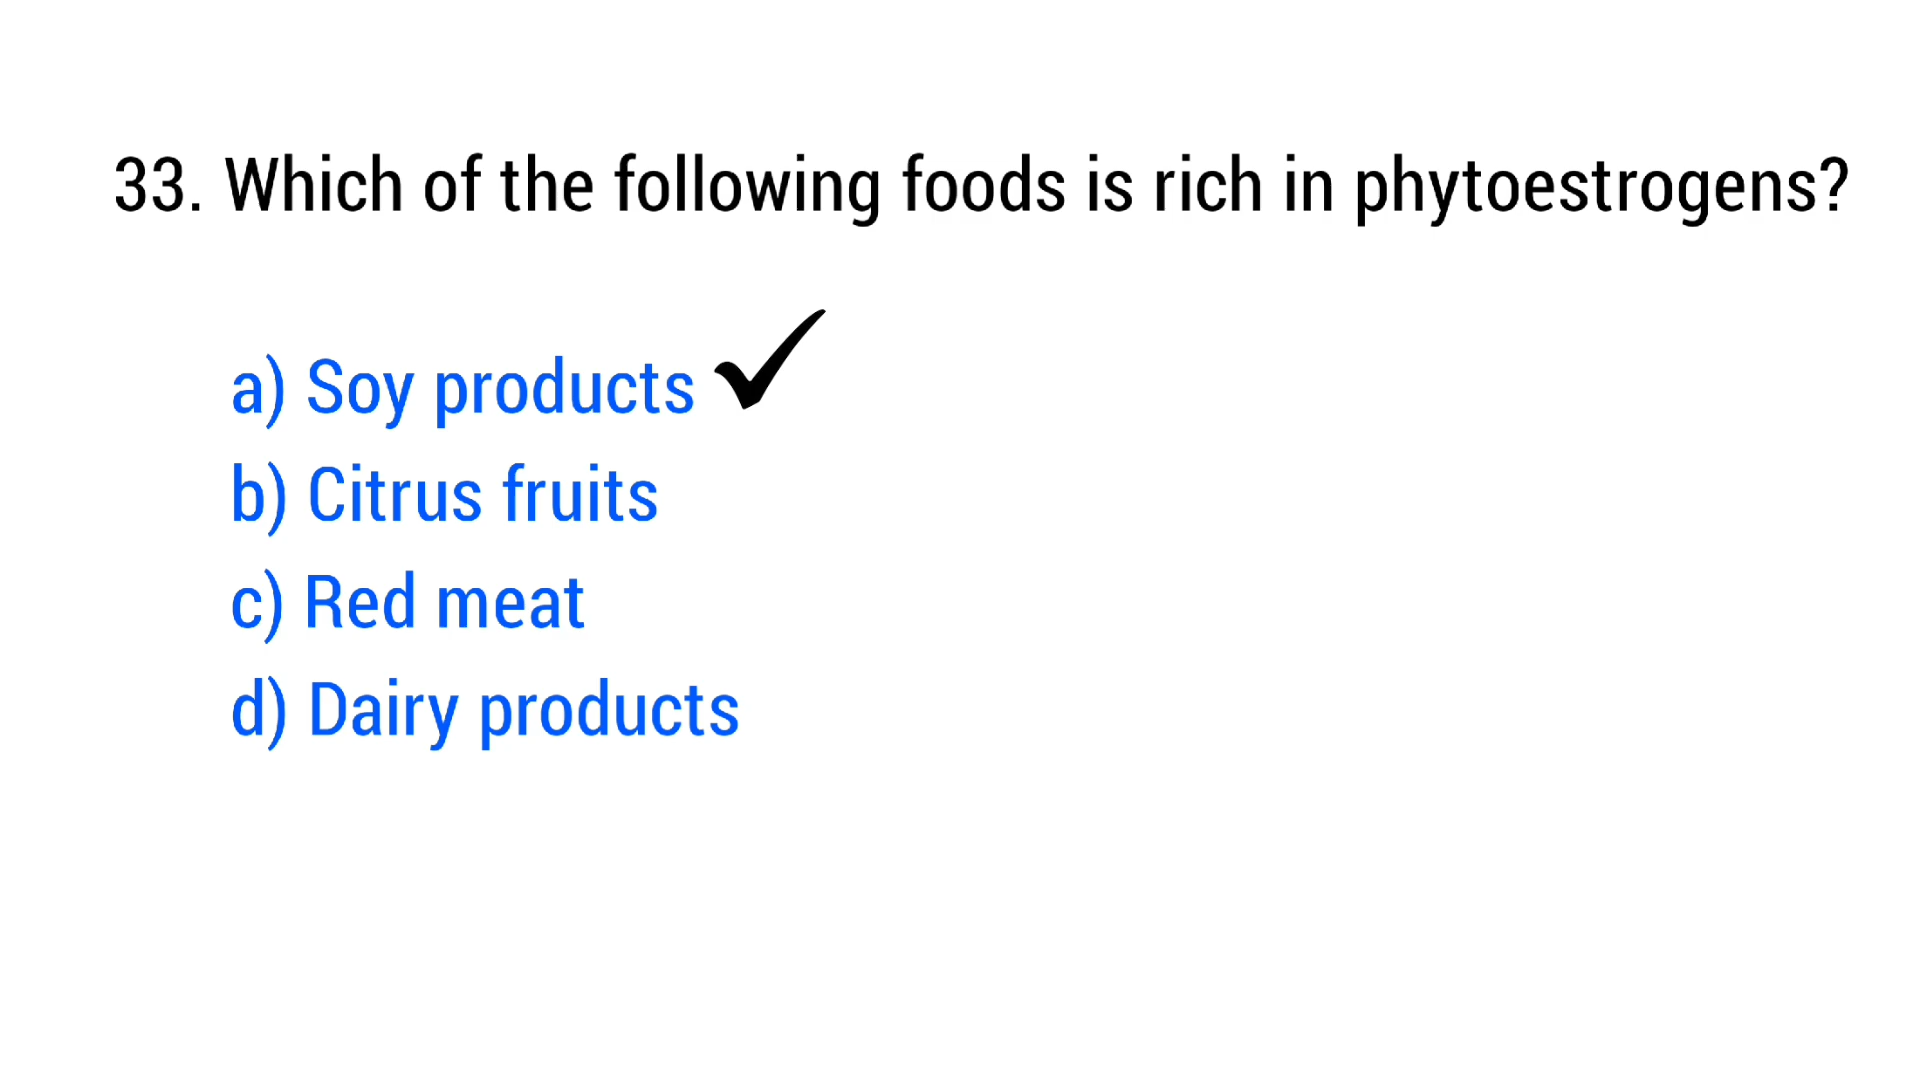 33. Which of the following foods is rich in phytoestrogens?
a) Soy products
b) Citrus fruits
c) Red meat
d) Dairy products